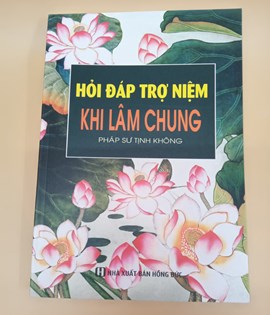 HỎI ĐÁP TRỢ NIỆM
KHI LÂM CHUNG
PHÁP SƯ TỊNH KHÔNG
NHÀ XUẤT BẢN HỒNG ĐỨC